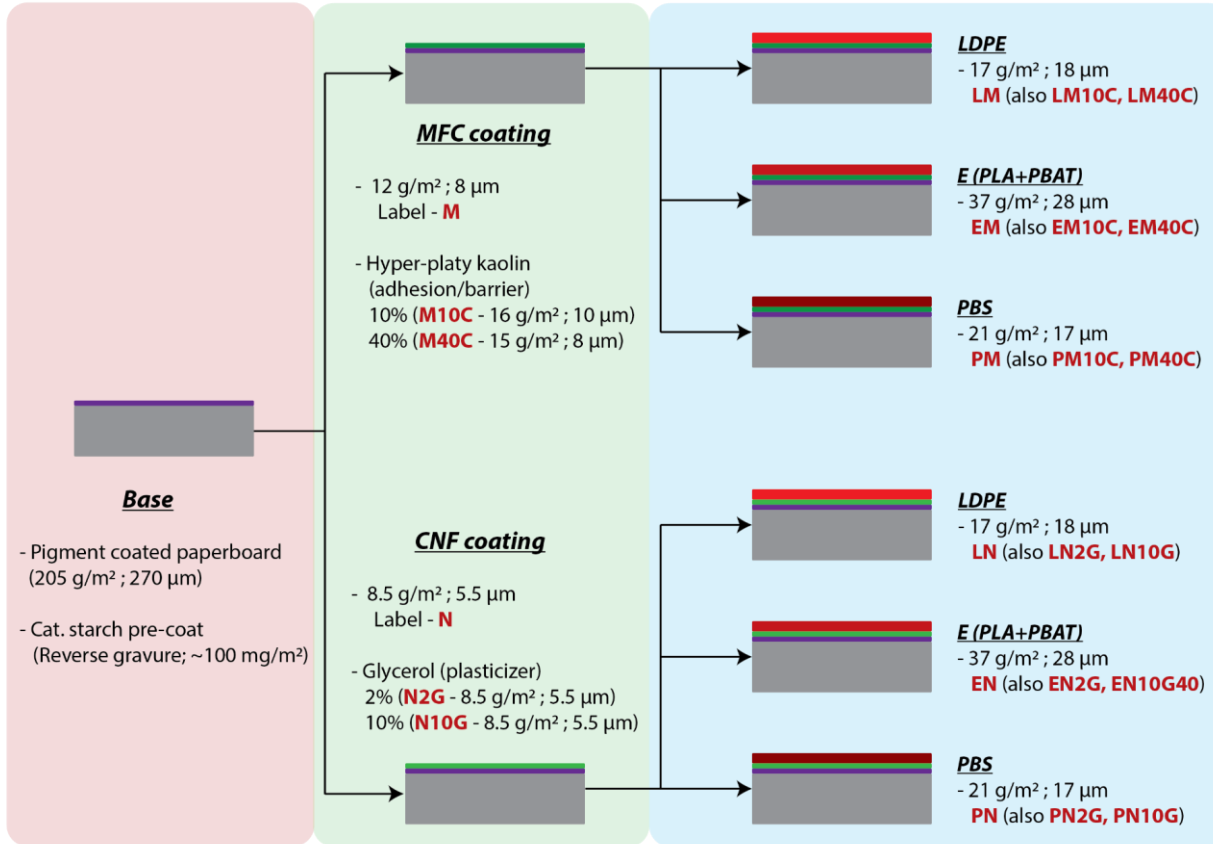 Base
- Pigment coated paperboard
(205 g/m² ; 270 µm)
- Cat. starch pre-coat
(Reverse gravure; ~100 mg/m²)
MFC coating
- 12 g/m² ; 8 µm
Label - M
- Hyper-platy kaolin
(adhesion/barrier)
10% (M10C - 16 g/m² ; 10 µm)
40% (M40C - 15 g/m² ; 8 µm)
CNF coating
- 8.5 g/m² ; 5.5 µm
Label - N
- Glycerol (plasticizer)
2% (N2G - 8.5 g/m² ; 5.5 µm)
10% (N10G - 8.5 g/m² ; 5.5 µm)
LDPE
- 17 g/m² ; 18 µm
LM (also LM10C, LM40C)
E (PLA+PBAT)
- 37 g/m² ; 28 µm
EM (also EM10C, EM40C)
PBS
- 21 g/m² ; 17 µm
PM (also PM10C, PM40C)
LDPE
- 17 g/m² ; 18 µm
LN (also LN2G, LN10G)
E (PLA+PBAT)
- 37 g/m² ; 28 µm
EN (also EN2G, EN10G40)
PBS
- 21 g/m² ; 17 µm
PN (also PN2G, PN10G)